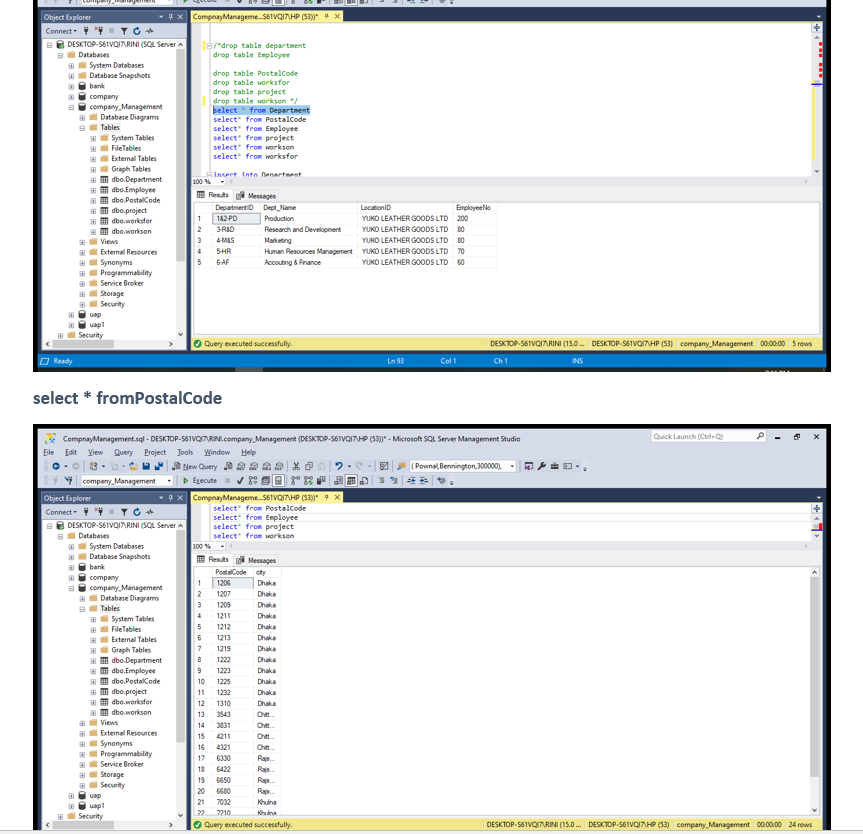 company_Management
Execute
Object Explorer
CompnayManageme...S61VQI7\HP (53))*
Connect
DESKTOP-S61VQI7\RINI (SQL Server
Databases
System Databases
Database Snapshots
bank
company
company_Management
Database Diagrams
Tables
System Tables
FileTables
External Tables
Graph Tables
dbo.Department
dbo.Employee
dbo.PostalCode
dbo.project
dbo.worksfor
dbo.workson
Views
External Resources
Synonyms
Programmability
Service Broker
Storage
Security
uap
uap1
Security
/*drop table department
drop table Employee
drop table PostalCode
drop table worksfor
drop table project
drop table workson */
select * from Department
select* from PostalCode
select* from Employee
select* from project
select* from workson
select* from worksfor
insert into Department
100 %
Results Messages
DepartmentID Dept_Name LocationID EmployeeNo
1 1&2-PD Production YUKO LEATHER GOODS LTD 200
2 3-R&D Research and Development YUKO LEATHER GOODS LTD 80
3 4-M&S Marketing YUKO LEATHER GOODS LTD 80
4 5-HR Human Resources Management YUKO LEATHER GOODS LTD 70
5 6-AF Accouting & Finance YUKO LEATHER GOODS LTD 60
Query executed successfully. DESKTOP-S61VQI7\RINI (15.0 ... DESKTOP-S61VQI7\HP (53) company_Management 00:00:00 5 rows
Ready Ln 93 Col 1 Ch 1 INS
select * fromPostalCode
CompnayManagement.sql - DESKTOP-S61VQI7\RINI.company_Management (DESKTOP-S61VQI7\HP (53))* - Microsoft SQL Server Management Studio
Quick Launch (Ctrl+Q)
File Edit View Query Project Tools Window Help
New Query
(Pownal,Bennington,300000),
company_Management
Execute
Object Explorer
CompnayManageme...S61VQI7\HP (53))*
Connect
DESKTOP-S61VQI7\RINI (SQL Server
Databases
System Databases
Database Snapshots
bank
company
company_Management
Database Diagrams
Tables
System Tables
FileTables
External Tables
Graph Tables
dbo.Department
dbo.Employee
dbo.PostalCode
dbo.project
dbo.worksfor
dbo.workson
Views
External Resources
Synonyms
Programmability
Service Broker
Storage
Security
uap
uap1
Security
select* from PostalCode
select* from Employee
select* from project
select* from workson
100 %
Results Messages
PostalCode city
1 1206 Dhaka
2 1207 Dhaka
3 1209 Dhaka
4 1211 Dhaka
5 1212 Dhaka
6 1213 Dhaka
7 1219 Dhaka
8 1222 Dhaka
9 1223 Dhaka
10 1225 Dhaka
11 1232 Dhaka
12 1310 Dhaka
13 3543 Chitt...
14 3831 Chitt...
15 4211 Chitt...
16 4321 Chitt...
17 6330 Rajs...
18 6422 Rajs...
19 6650 Rajs...
20 6680 Rajs...
21 7032 Khulna
22 7210 Khulna
Query executed successfully. DESKTOP-S61VQI7\RINI (15.0 ... DESKTOP-S61VQI7\HP (53) company_Management 00:00:00 24 rows